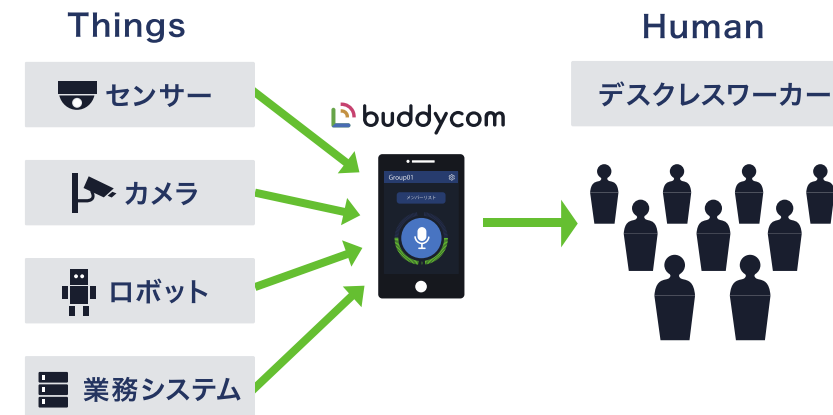 Things
Human
センサー
カメラ
ロボット
業務システム
buddycom
Group01
メンバーリスト
デスクレスワーカー